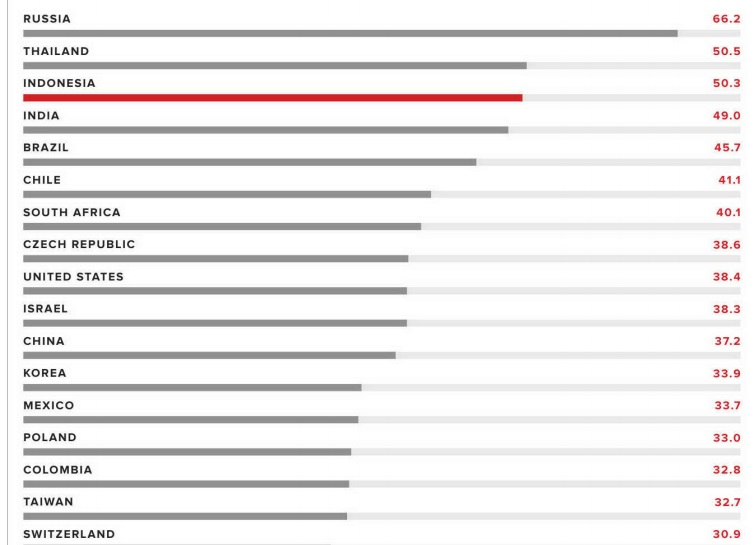 RUSSIA 66.2
THAILAND 50.5
INDONESIA 50.3
INDIA 49.0
BRAZIL 45.7
CHILE 41.1
SOUTH AFRICA 40.1
CZECH REPUBLIC 38.6
UNITED STATES 38.4
ISRAEL 38.3
CHINA 37.2
KOREA 33.9
MEXICO 33.7
POLAND 33.0
COLOMBIA 32.8
TAIWAN 32.7
SWITZERLAND 30.9